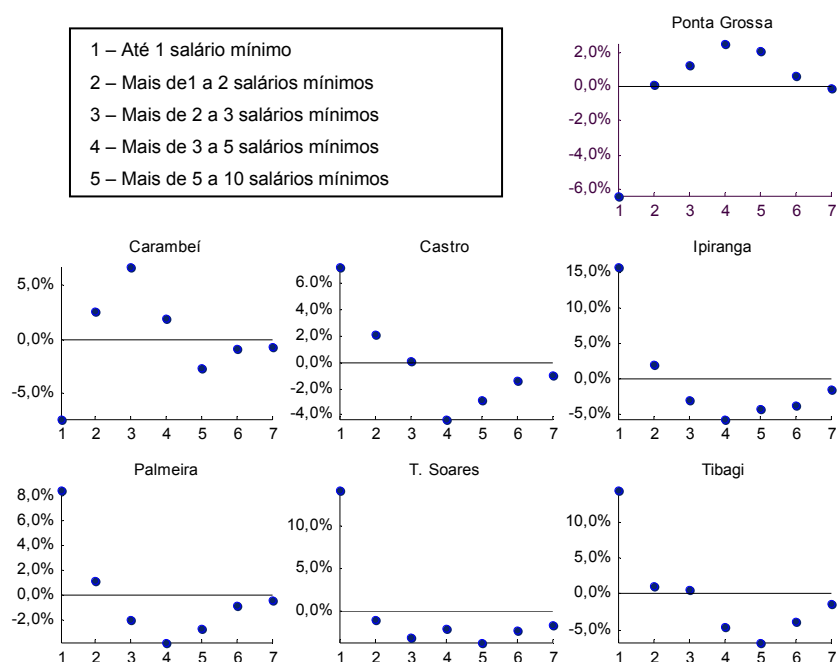 Ponta Grossa
1 – Até 1 salário mínimo
2 – Mais de1 a 2 salários mínimos
3 – Mais de 2 a 3 salários mínimos
4 – Mais de 3 a 5 salários mínimos
5 – Mais de 5 a 10 salários mínimos
2,0%
0,0%
-2,0%
-4,0%
-6,0%
1 2 3 4 5 6 7
Carambeí
5,0%
0,0%
-5,0%
1 2 3 4 5 6 7
Castro
6.0%
4,0%
2,0%
0,0%
-2,0%
-4,0%
1 2 3 4 5 6 7
Ipiranga
15,0%
10,0%
5,0%
0,0%
-5,0%
1 2 3 4 5 6 7
Palmeira
8,0%
6,0%
4,0%
2,0%
0,0%
-2,0%
1 2 3 4 5 6 7
T. Soares
10,0%
5,0%
0,0%
1 2 3 4 5 6 7
Tibagi
10,0%
5,0%
0,0%
-5,0%
1 2 3 4 5 6 7